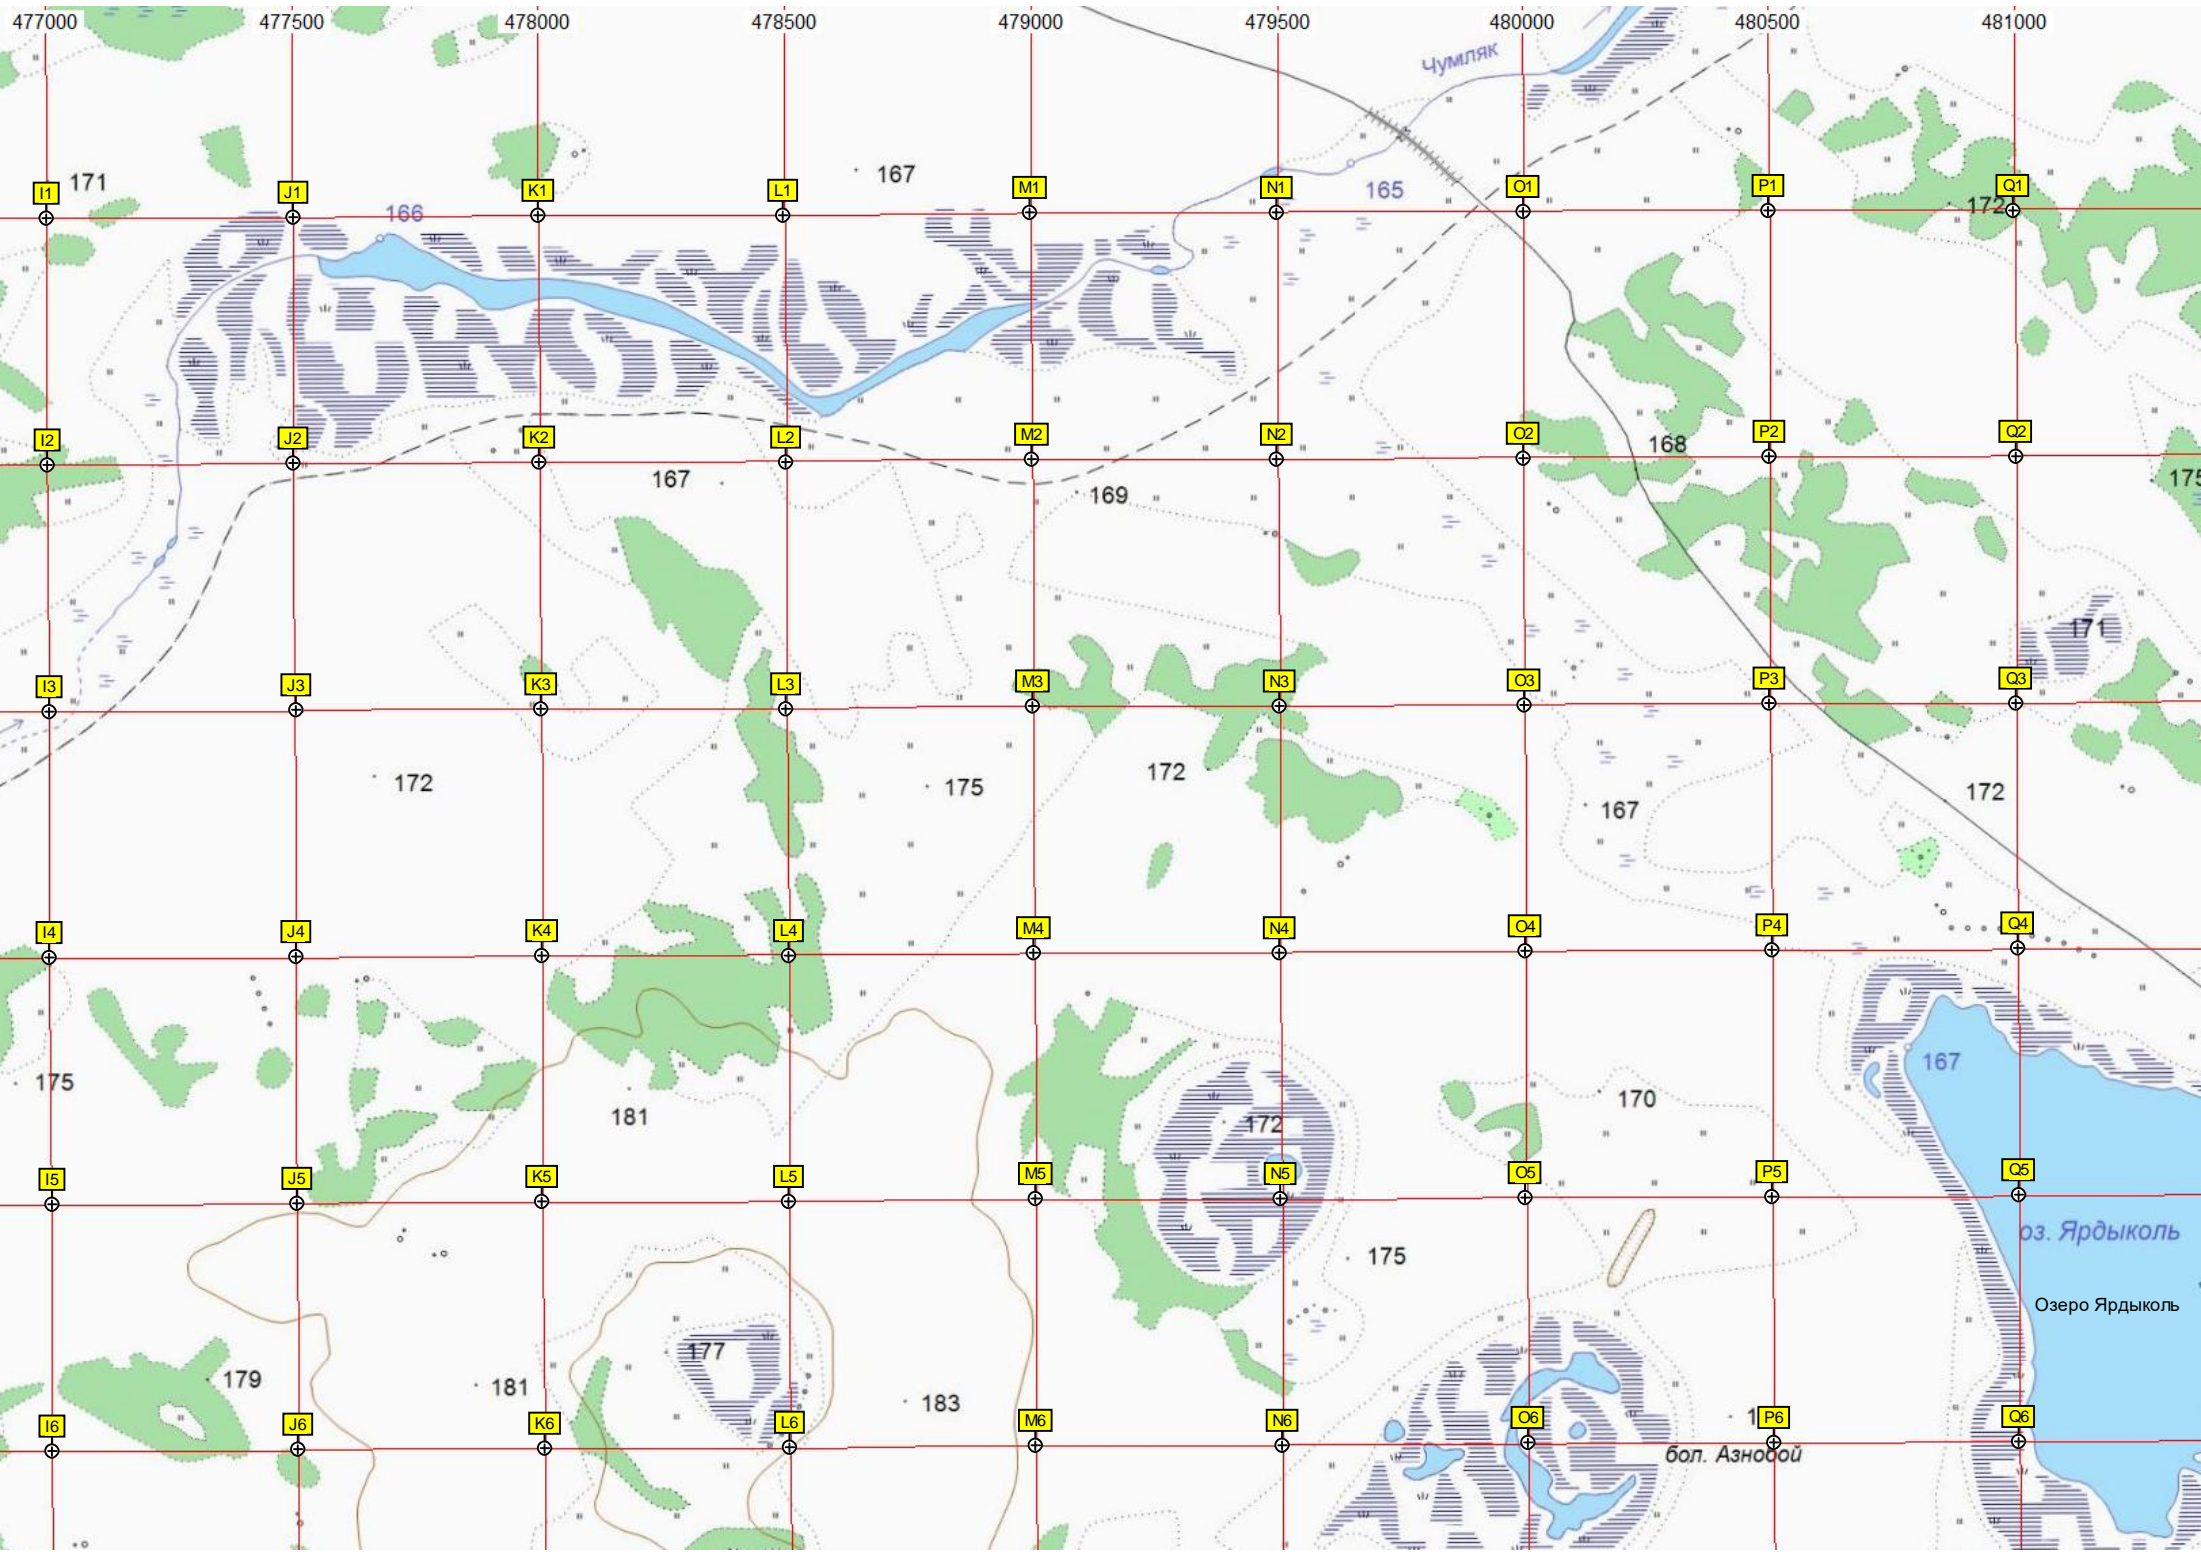 477000 477500 478000 478500 479000 479500 480000 480500 481000
Чумляк
171 167 165 172
I1 J1 K1 L1 M1 N1 O1 P1 Q1
166
168
I2 J2 K2 L2 M2 N2 O2 P2 Q2
167 169 175
171
I3 J3 K3 L3 M3 N3 O3 P3 Q3
172 175 172 167 172
I4 J4 K4 L4 M4 N4 O4 P4 Q4
167
175 181 172 170
I5 J5 K5 L5 M5 N5 O5 P5 Q5
оз. Ярдыколь
175
Озеро Ярдыколь
177
179 181 183
I6 J6 K6 L6 M6 N6 O6 P6 Q6
бол. Азнобой